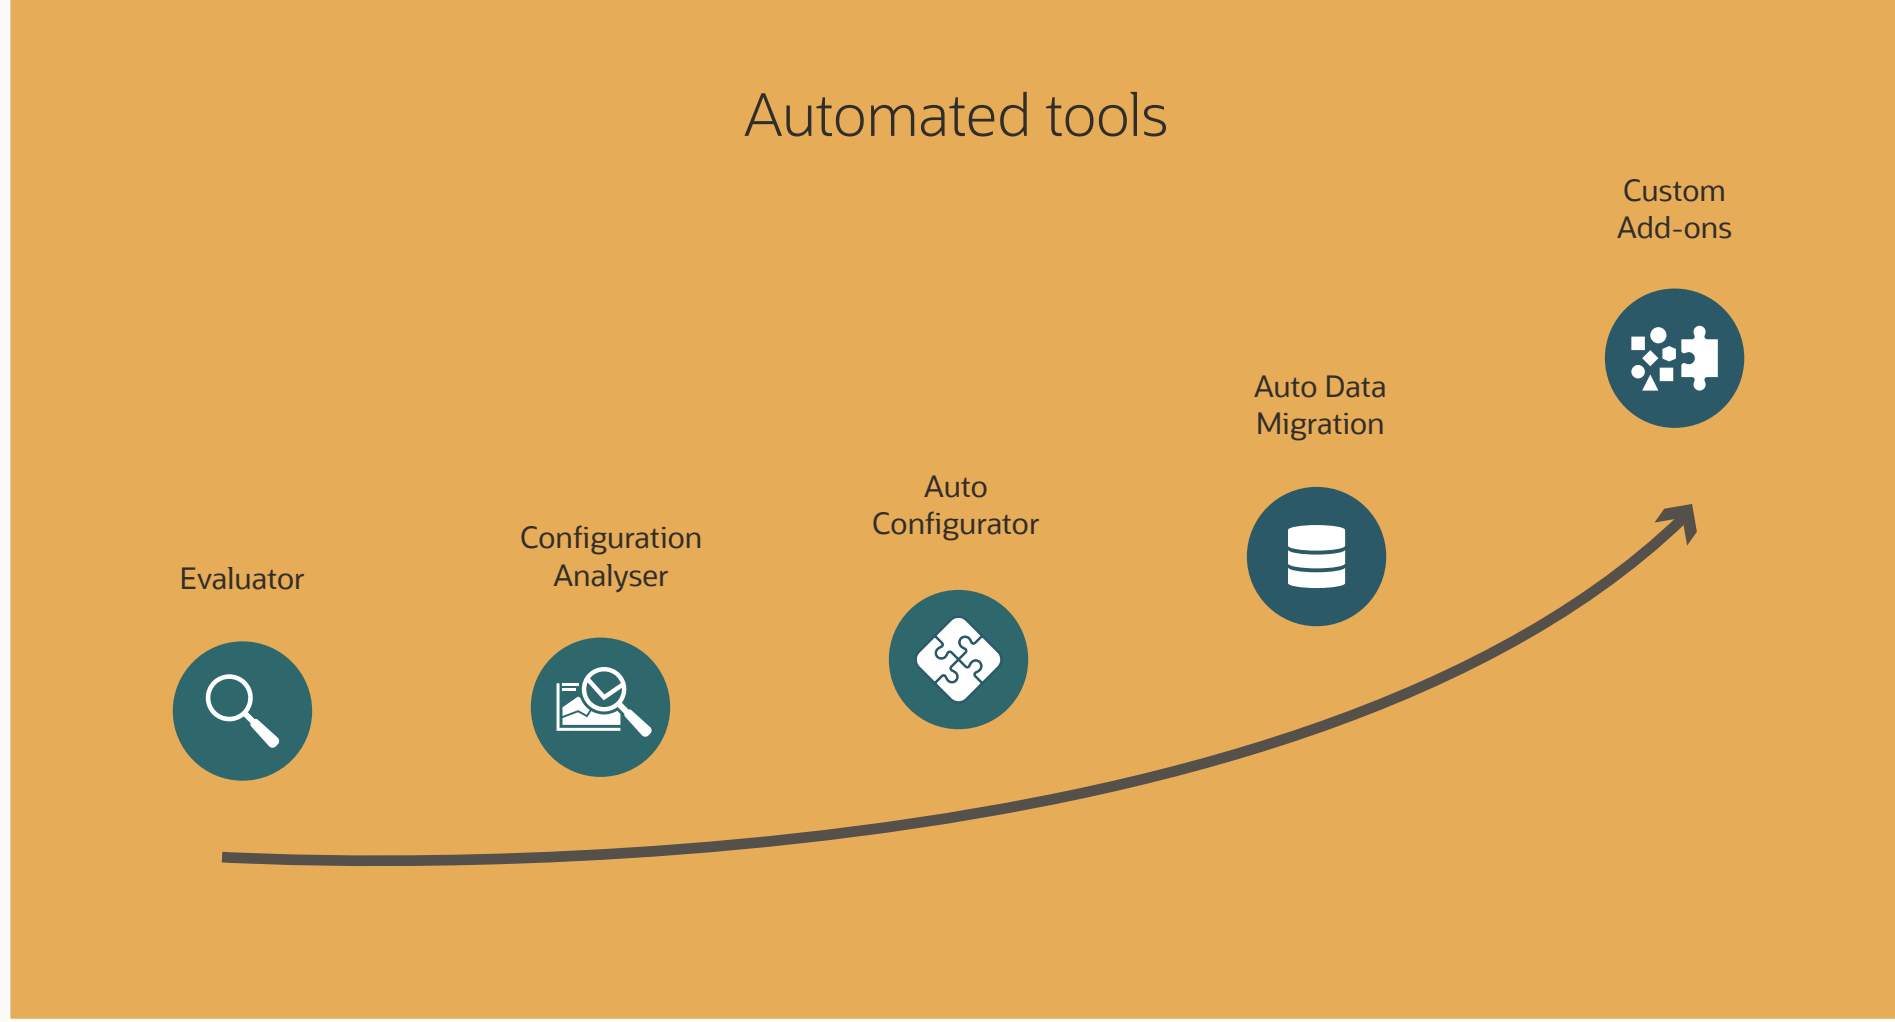 Automated tools
Evaluator
Configuration
Analyser
Auto
Configurator
Auto Data
Migration
Custom
Add-ons